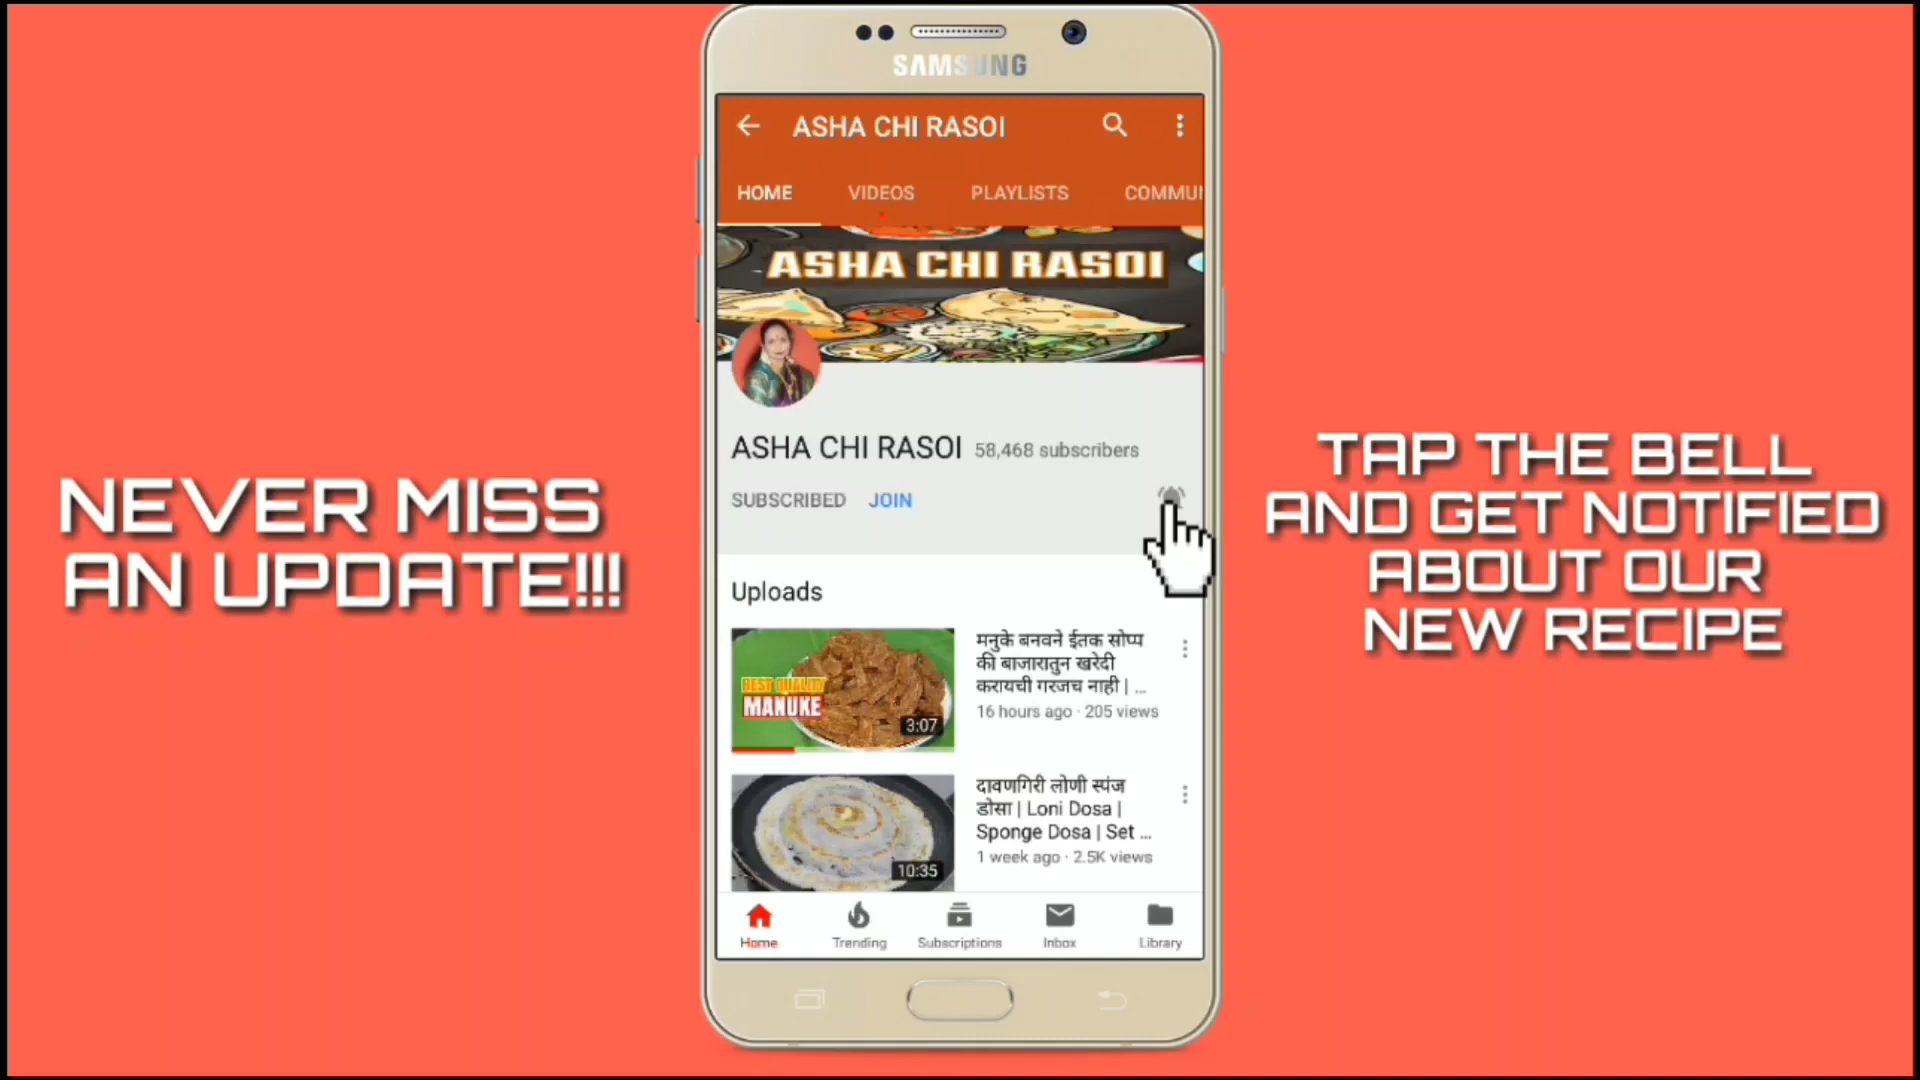 NEVER MISS
AN UPDATE!!!
SAMSUNG
ASHA CHI RASOI
HOME VIDEOS PLAYLISTS COMMUN
ASHA CHI RASOI
ASHA CHI RASOI 58,468 subscribers
SUBSCRIBED JOIN
Uploads
BEST QUALITY
MANUKE
3:07
मनुके बनवने ईतक सोप्प
की बाजारातुन खरेदी
करायची गरजच नाही | ...
16 hours ago · 205 views
10:35
दावणगिरी लोणी स्पंज
डोसा | Loni Dosa |
Sponge Dosa | Set ...
1 week ago · 2.5K views
Home Trending Subscriptions Inbox Library
TAP THE BELL
AND GET NOTIFIED
ABOUT OUR
NEW RECIPE